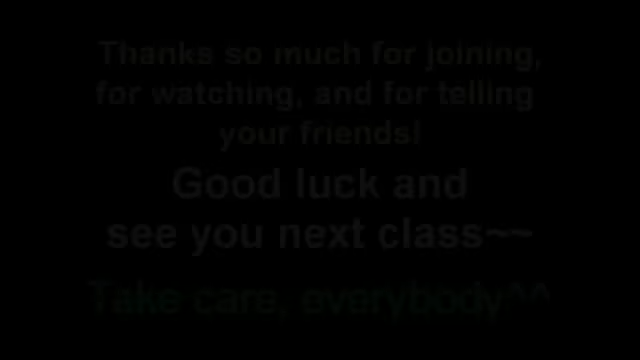 Thanks so much for joining,
for watching, and for telling
your friends!
Good luck and
see you next class~~
Take care, everybody^^